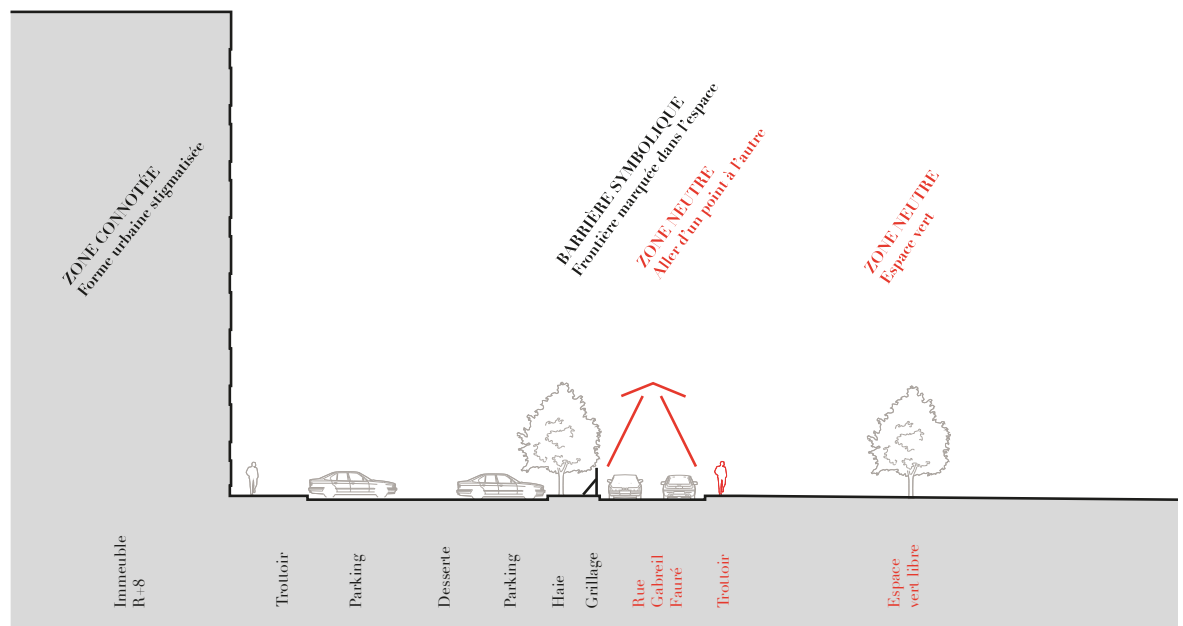 ZONE CONNOTÉE
Forme urbaine stigmatisée
BARRIÈRE SYMBOLIQUE
Frontière marquée dans l'espace
ZONE NEUTRE
Aller d'un point à l'autre
ZONE NEUTRE
Espace vert
Immeuble
R+8
Trottoir
Parking
Desserte
Parking
Haie
Grillage
Rue
Gabreil
Fauré
Trottoir
Espace
vert libre